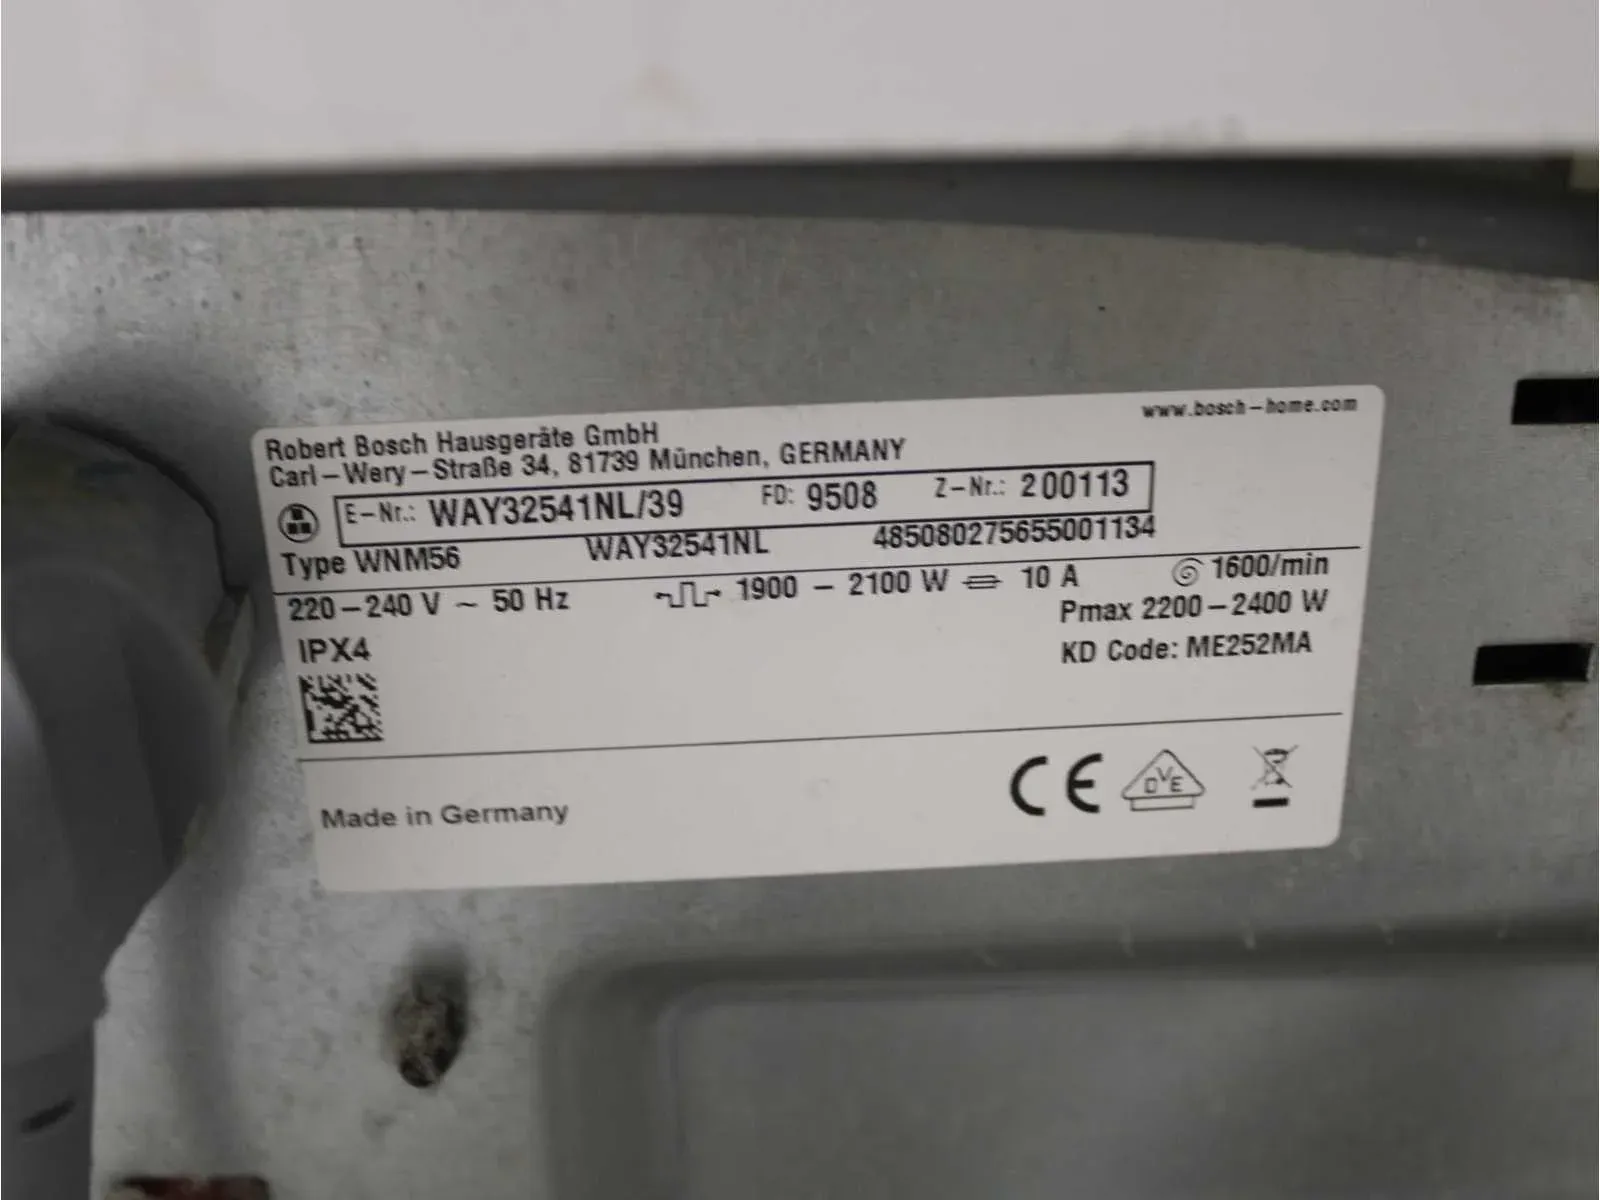 www.bosch-home.com
Robert Bosch Hausgeräte GmbH
Carl-Wery-Straße 34, 81739 München, GERMANY
E-Nr.: WAY32541NL/39 FD: 9508 Z-Nr.: 200113
Type WNM56 WAY32541NL 485080275655001134
220-240 V ~ 50 Hz 1900 - 2100 W 10 A 1600/min
Pmax 2200-2400 W
IPX4 KD Code: ME252MA
Made in Germany CE DVE